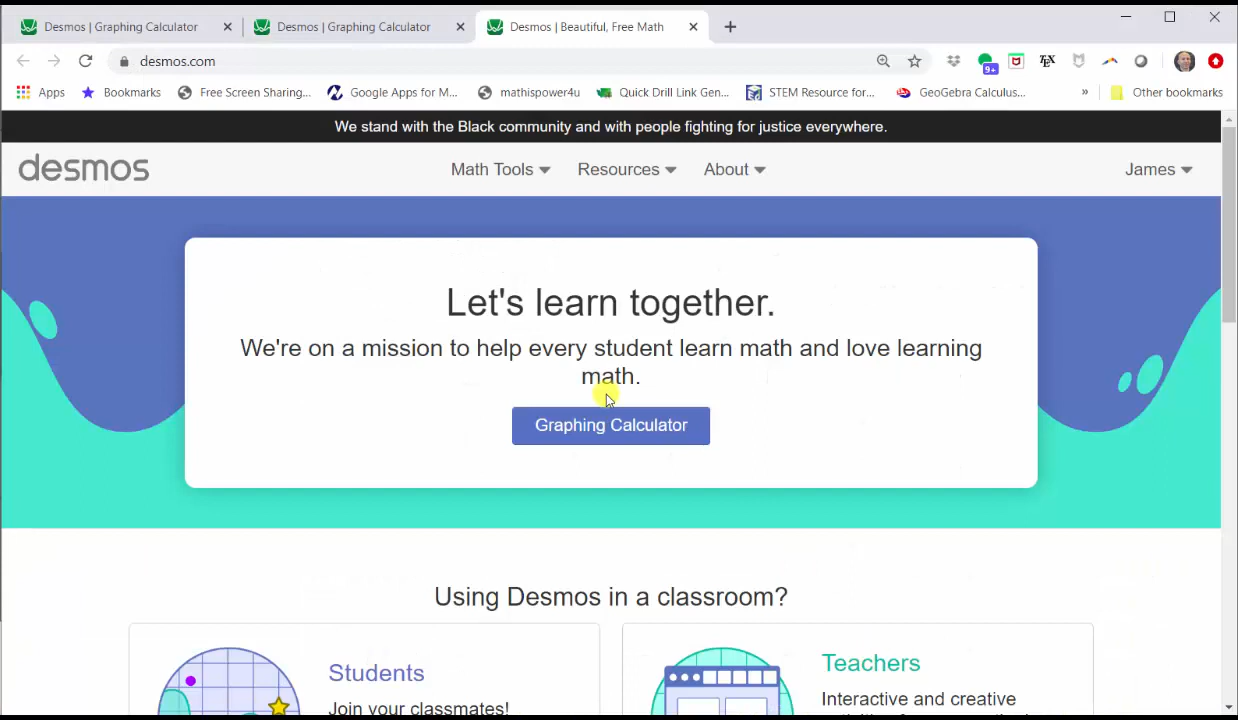 Desmos | Graphing Calculator
Desmos | Graphing Calculator
Desmos | Beautiful, Free Math
desmos.com
9+
TEX
Apps
Bookmarks
Free Screen Sharing...
Google Apps for M...
mathispower4u
Quick Drill Link Gen...
STEM Resource for...
GeoGebra Calculus...
»
Other bookmarks
We stand with the Black community and with people fighting for justice everywhere.
desmos
Math Tools
Resources
About
James
Let's learn together.
We're on a mission to help every student learn math and love learning
math.
Graphing Calculator
Using Desmos in a classroom?
Students
Join your classmates!
Teachers
Interactive and creative